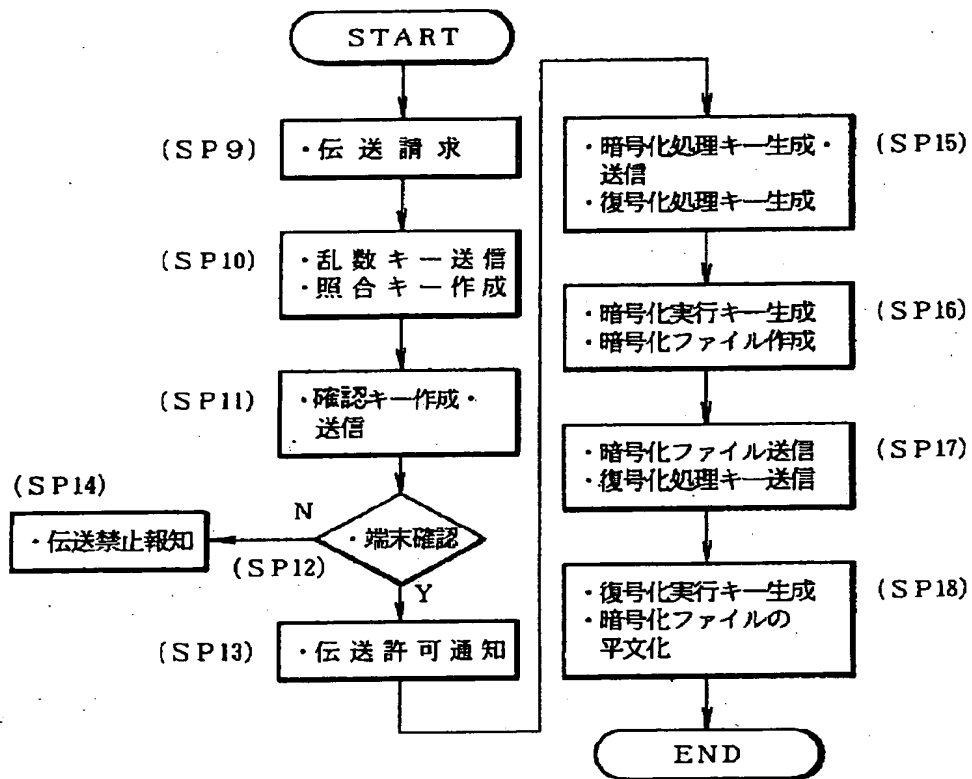 START
(SP9)
・伝送請求
(SP10)
・乱数キー送信
・照合キー作成
(SP11)
・確認キー作成・
送信
(SP14)
N
・伝送禁止報知
・端末確認
(SP12)
Y
(SP13)
・伝送許可通知
・暗号化処理キー生成・
送信
・復号化処理キー生成
(SP15)
・暗号化実行キー生成
・暗号化ファイル作成
(SP16)
・暗号化ファイル送信
・復号化処理キー送信
(SP17)
・復号化実行キー生成
・暗号化ファイルの
平文化
(SP18)
END